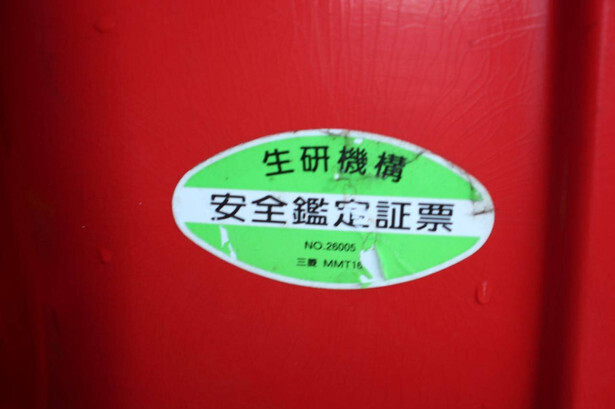 生研機構
安全鑑定証票
NO.26005
三菱 MMT16